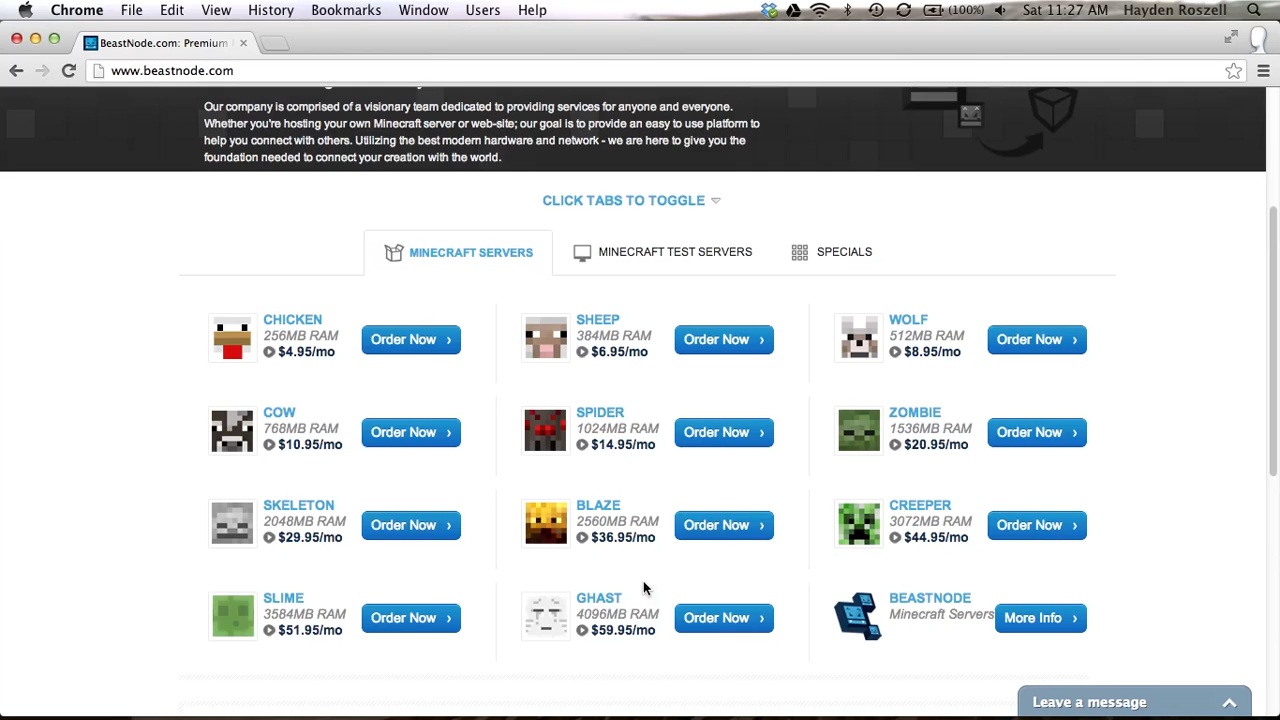 Chrome File Edit View History Bookmarks Window Users Help (100%) Sat 11:27 AM Hayden Roszell
BeastNode.com: Premium
www.beastnode.com
Our company is comprised of a visionary team dedicated to providing services for anyone and everyone.
Whether you're hosting your own Minecraft server or web-site; our goal is to provide an easy to use platform to
help you connect with others. Utilizing the best modern hardware and network - we are here to give you the
foundation needed to connect your creation with the world.
CLICK TABS TO TOGGLE
MINECRAFT SERVERS MINECRAFT TEST SERVERS SPECIALS
CHICKEN
256MB RAM
$4.95/mo
Order Now
SHEEP
384MB RAM
$6.95/mo
Order Now
WOLF
512MB RAM
$8.95/mo
Order Now
COW
768MB RAM
$10.95/mo
Order Now
SPIDER
1024MB RAM
$14.95/mo
Order Now
ZOMBIE
1536MB RAM
$20.95/mo
Order Now
SKELETON
2048MB RAM
$29.95/mo
Order Now
BLAZE
2560MB RAM
$36.95/mo
Order Now
CREEPER
3072MB RAM
$44.95/mo
Order Now
SLIME
3584MB RAM
$51.95/mo
Order Now
GHAST
4096MB RAM
$59.95/mo
Order Now
BEASTNODE
Minecraft Servers
More Info
Leave a message